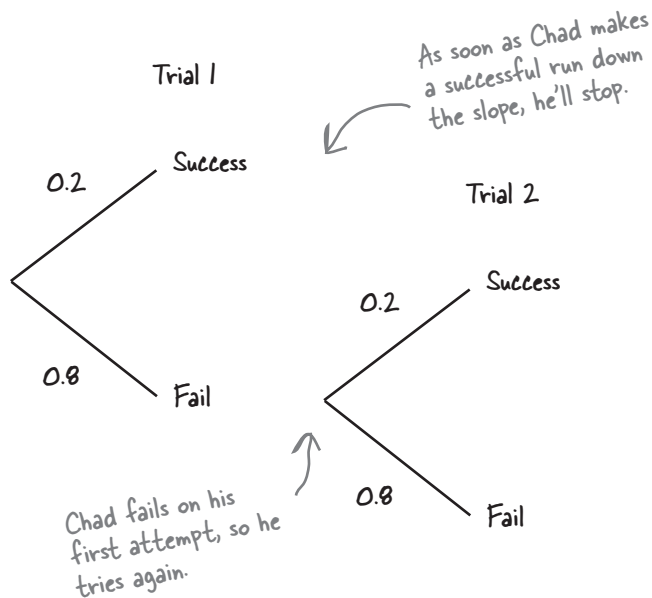 Trial 1
As soon as Chad makes
a successful run down
the slope, he'll stop.
0.2
Success
Trial 2
0.2
Success
0.8
Fail
0.8
Fail
Chad fails on his
first attempt, so he
tries again.